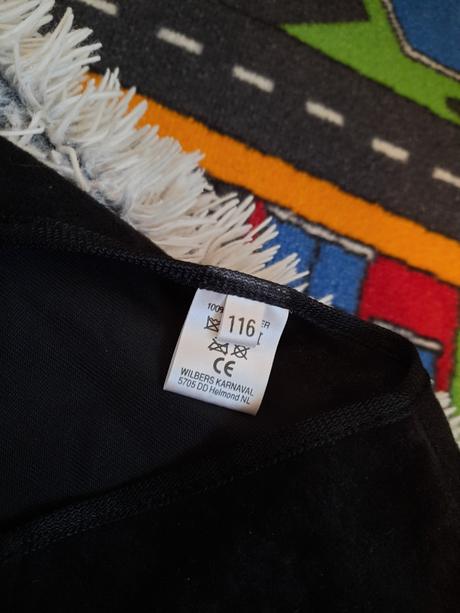 100%
116
CE
WILBERS KARNAVAL
5705 DD Helmond NL